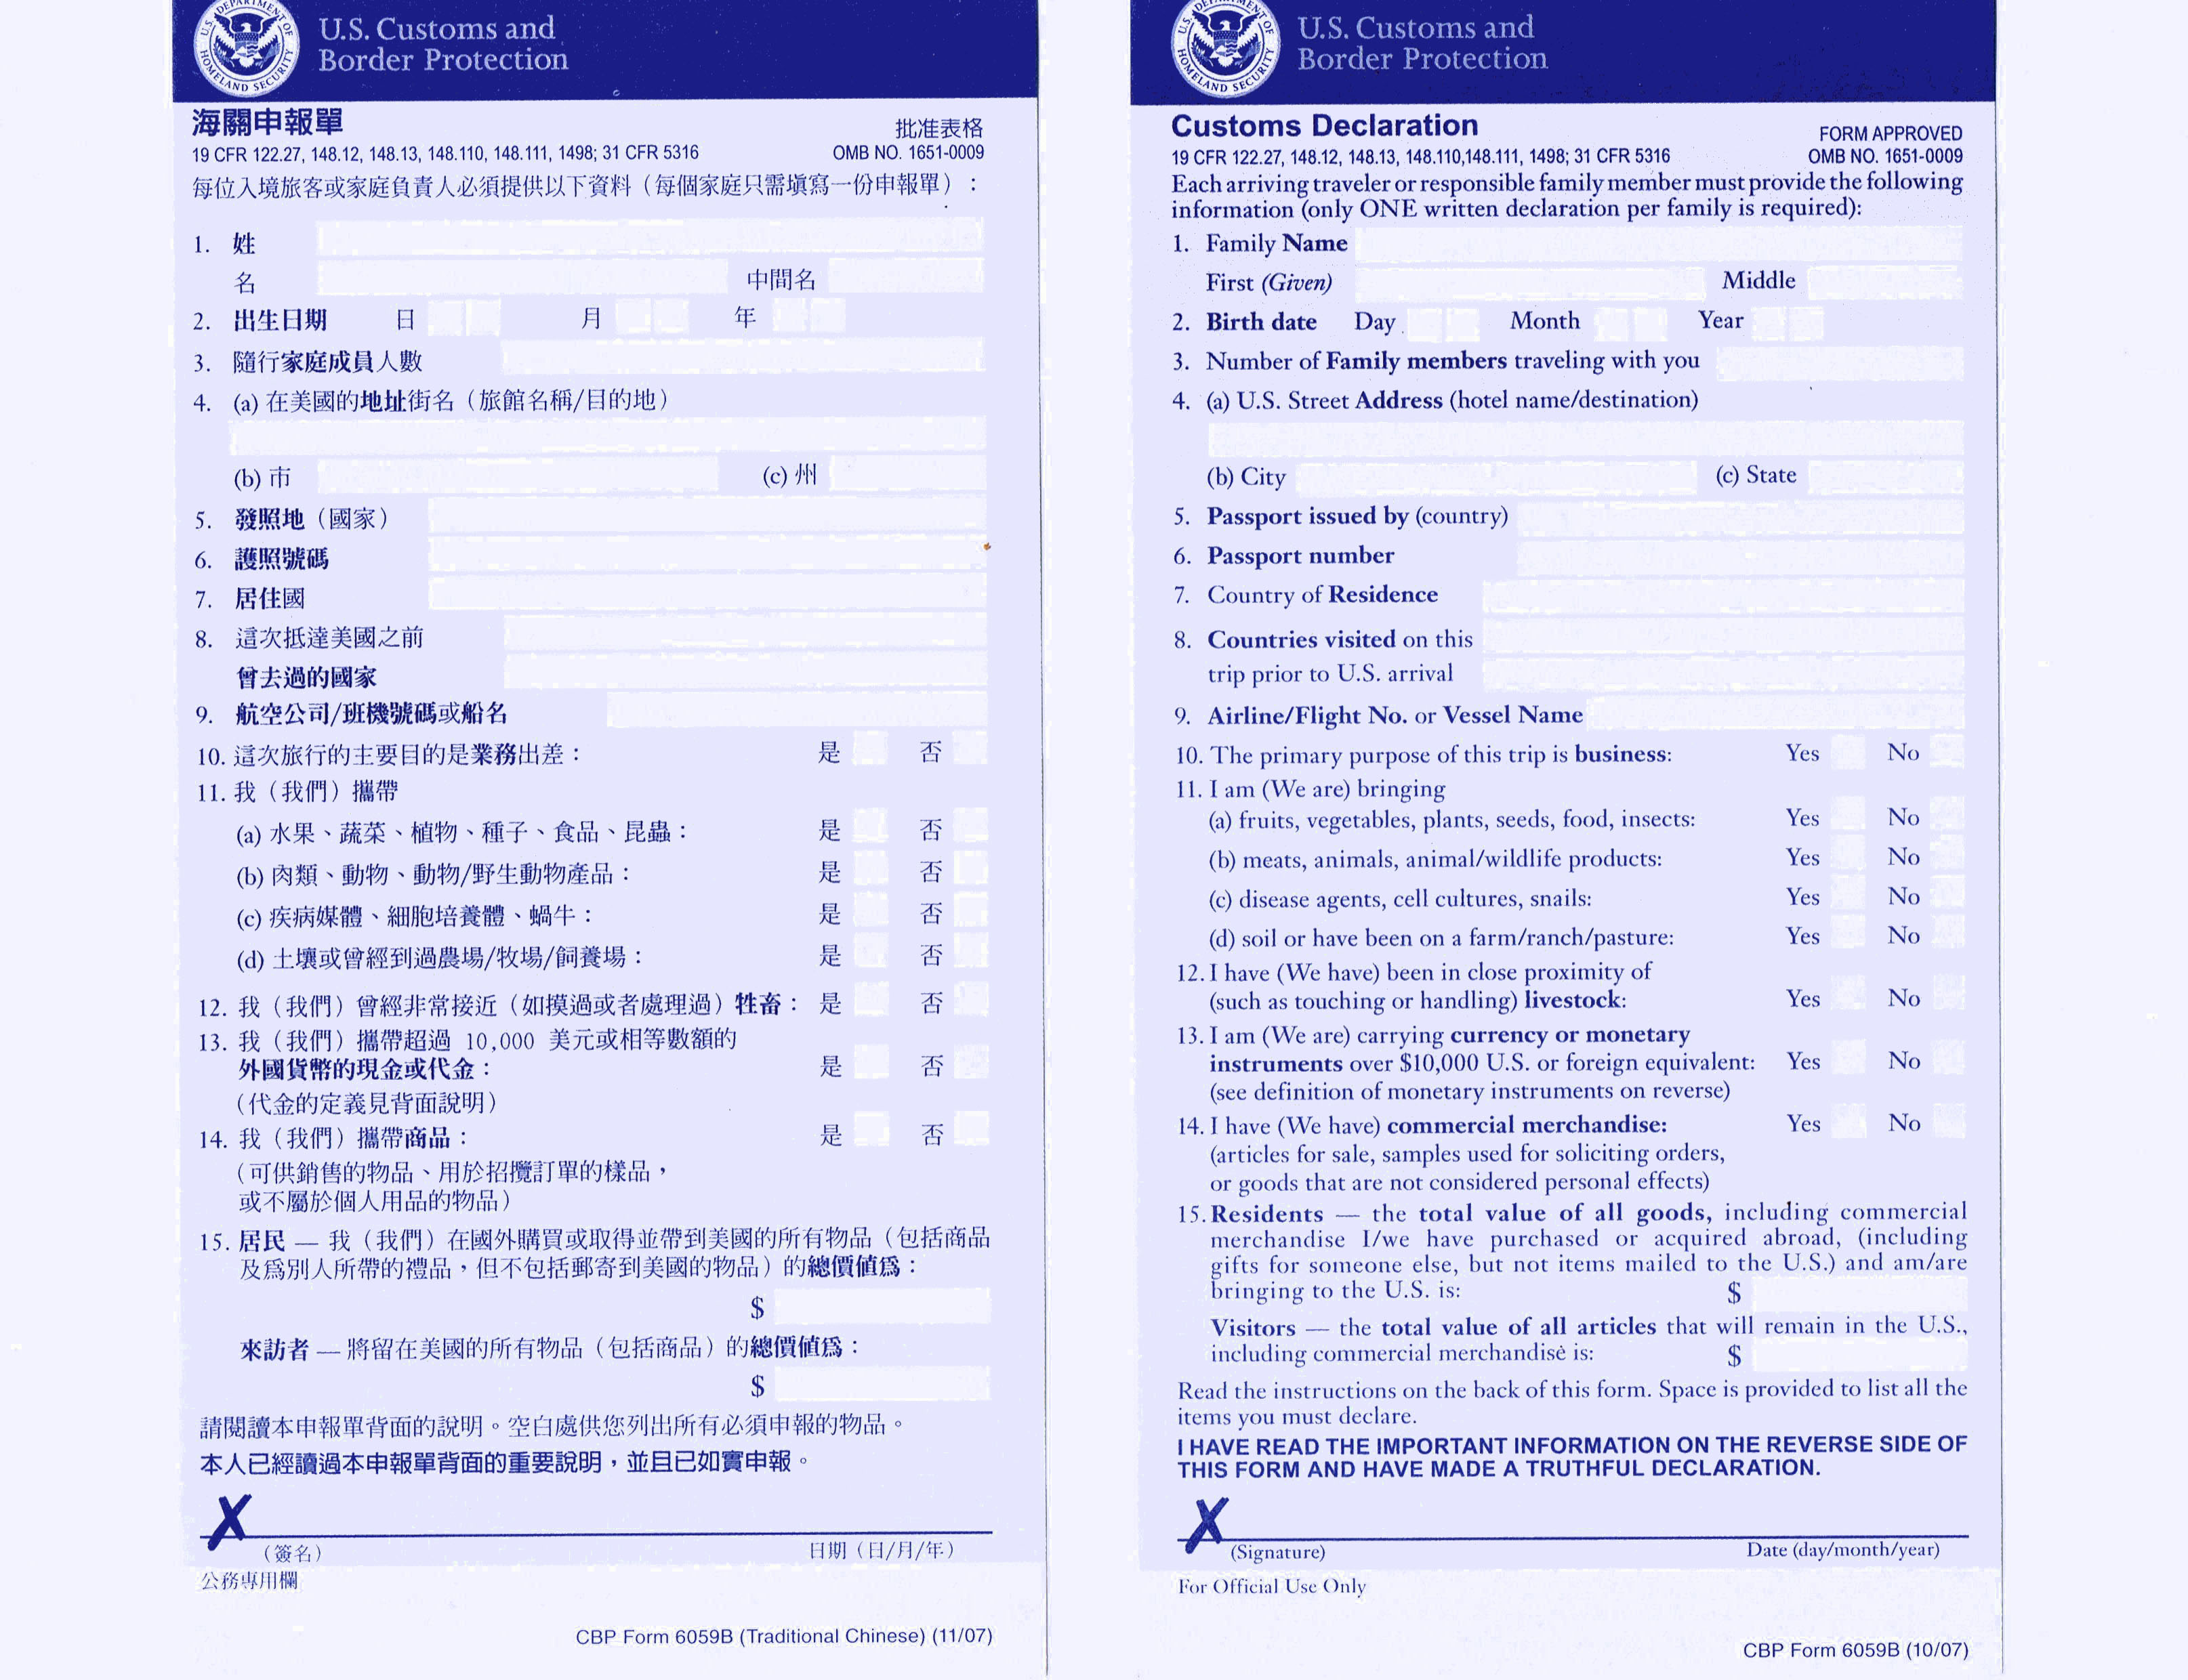 U.S. Customs and
Border Protection
海關申報單
批准表格
19 CFR 122.27, 148.12, 148.13, 148.110, 148.111, 1498; 31 CFR 5316
OMB NO. 1651-0009
每位入境旅客或家庭負責人必須提供以下資料（每個家庭只需填寫一份申報單）：
1. 姓
名 中間名
2. 出生日期 日 月 年
3. 隨行家庭成員人數
4. (a) 在美國的地址街名（旅館名稱/目的地）
(b) 市 (c) 州
5. 發照地（國家）
6. 護照號碼
7. 居住國
8. 這次抵達美國之前
曾去過的國家
9. 航空公司/班機號碼或船名
10. 這次旅行的主要目的是業務出差： 是 否
11. 我（我們）攜帶
(a) 水果、蔬菜、植物、種子、食品、昆蟲： 是 否
(b) 肉類、動物、動物/野生動物產品： 是 否
(c) 疾病媒體、細胞培養體、蝸牛： 是 否
(d) 土壤或曾經到過農場/牧場/飼養場： 是 否
12. 我（我們）曾經非常接近（如摸過或者處理過）牲畜： 是 否
13. 我（我們）攜帶超過 10,000 美元或相等數額的
外國貨幣的現金或代金： 是 否
（代金的定義見背面說明）
14. 我（我們）攜帶商品： 是 否
（可供銷售的物品、用於招攬訂單的樣品，
或不屬於個人用品的物品）
15. 居民 — 我（我們）在國外購買或取得並帶到美國的所有物品（包括商品
及爲別人所帶的禮品，但不包括郵寄到美國的物品）的總價值爲：
$
來訪者 — 將留在美國的所有物品（包括商品）的總價值爲：
$
請閱讀本申報單背面的說明。空白處供您列出所有必須申報的物品。
本人已經讀過本申報單背面的重要說明，並且已如實申報。
X
（簽名） 日期（日/月/年）
公務專用欄
CBP Form 6059B (Traditional Chinese) (11/07)
U.S. Customs and
Border Protection
Customs Declaration
FORM APPROVED
19 CFR 122.27, 148.12, 148.13, 148.110,148.111, 1498; 31 CFR 5316
OMB NO. 1651-0009
Each arriving traveler or responsible family member must provide the following
information (only ONE written declaration per family is required):
1. Family Name
First (Given) Middle
2. Birth date Day Month Year
3. Number of Family members traveling with you
4. (a) U.S. Street Address (hotel name/destination)
(b) City (c) State
5. Passport issued by (country)
6. Passport number
7. Country of Residence
8. Countries visited on this
trip prior to U.S. arrival
9. Airline/Flight No. or Vessel Name
10. The primary purpose of this trip is business: Yes No
11. I am (We are) bringing
(a) fruits, vegetables, plants, seeds, food, insects: Yes No
(b) meats, animals, animal/wildlife products: Yes No
(c) disease agents, cell cultures, snails: Yes No
(d) soil or have been on a farm/ranch/pasture: Yes No
12. I have (We have) been in close proximity of
(such as touching or handling) livestock: Yes No
13. I am (We are) carrying currency or monetary
instruments over $10,000 U.S. or foreign equivalent: Yes No
(see definition of monetary instruments on reverse)
14. I have (We have) commercial merchandise: Yes No
(articles for sale, samples used for soliciting orders,
or goods that are not considered personal effects)
15. Residents — the total value of all goods, including commercial
merchandise I/we have purchased or acquired abroad, (including
gifts for someone else, but not items mailed to the U.S.) and am/are
bringing to the U.S. is: $
Visitors — the total value of all articles that will remain in the U.S.,
including commercial merchandise is: $
Read the instructions on the back of this form. Space is provided to list all the
items you must declare.
I HAVE READ THE IMPORTANT INFORMATION ON THE REVERSE SIDE OF
THIS FORM AND HAVE MADE A TRUTHFUL DECLARATION.
X
(Signature) Date (day/month/year)
For Official Use Only
CBP Form 6059B (10/07)